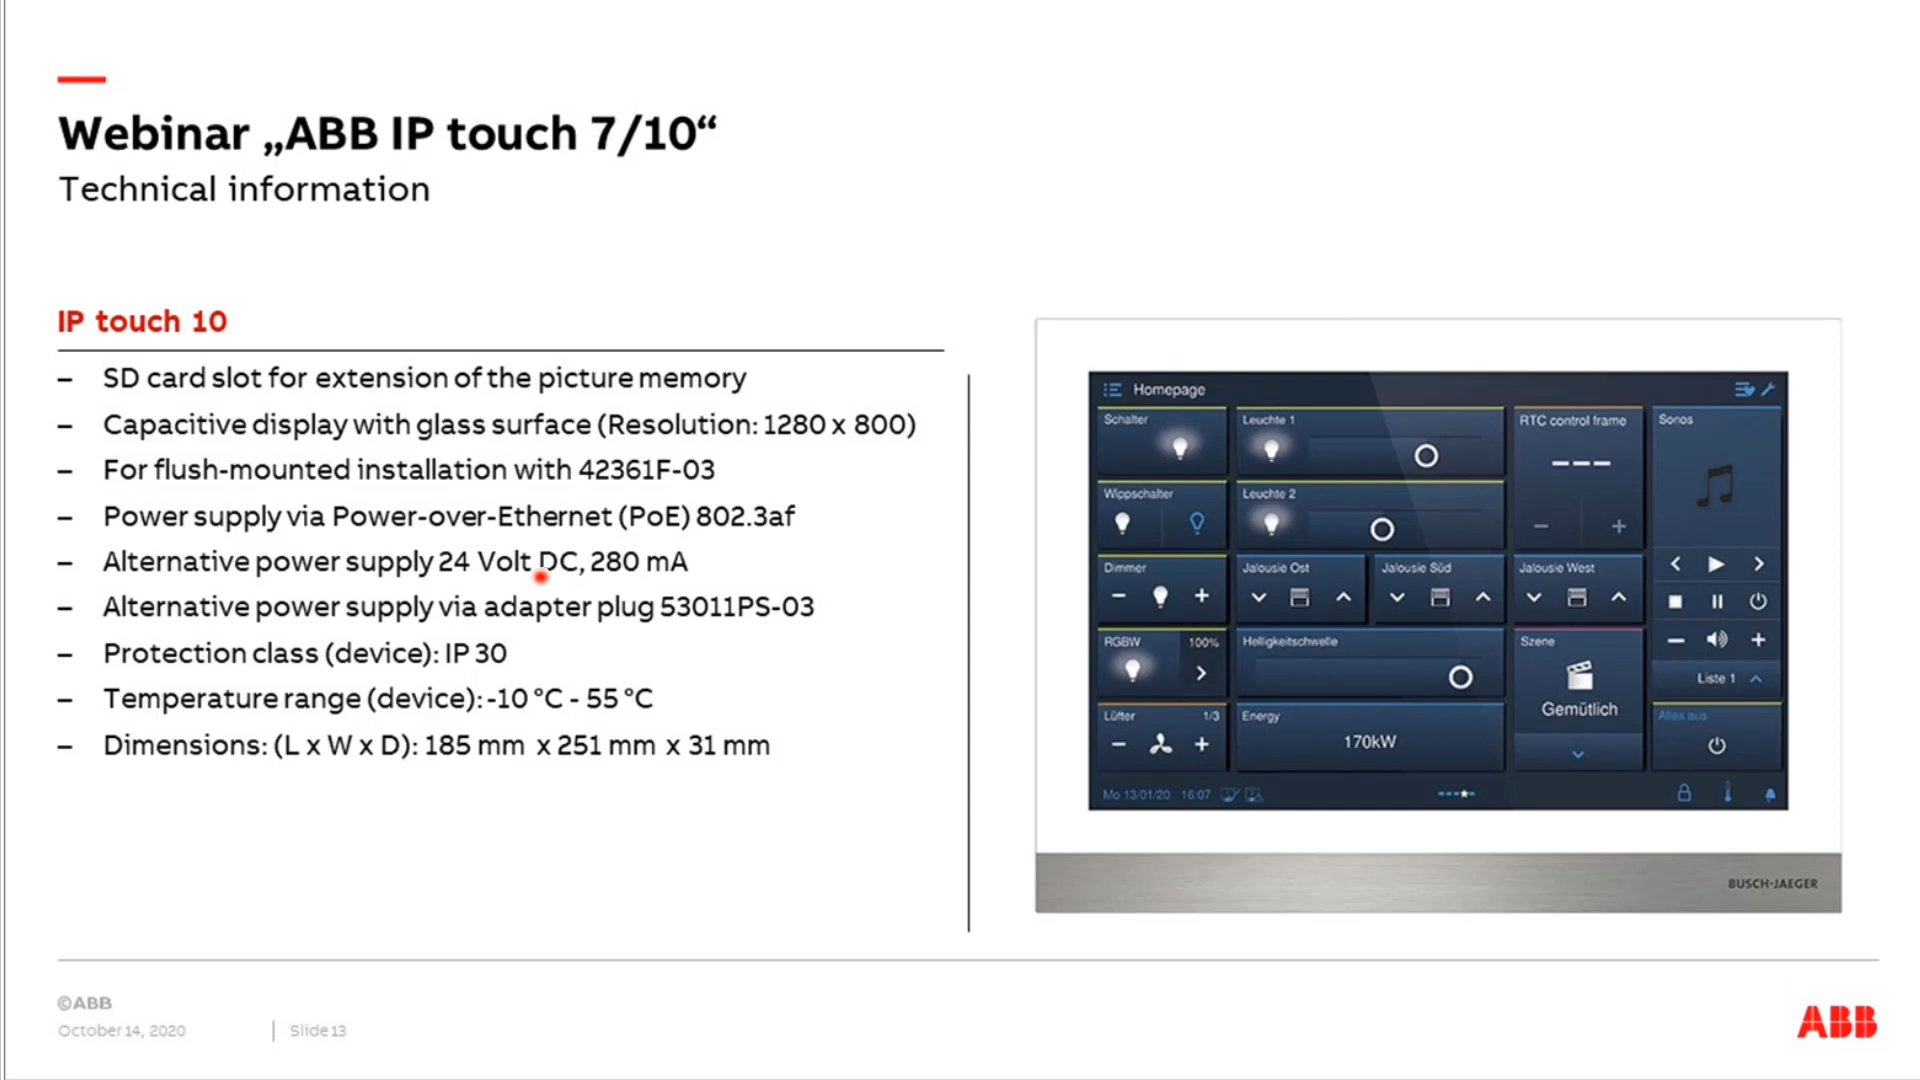 Webinar „ABB IP touch 7/10“
Technical information
IP touch 10
– SD card slot for extension of the picture memory
– Capacitive display with glass surface (Resolution: 1280 x 800)
– For flush-mounted installation with 42361F-03
– Power supply via Power-over-Ethernet (PoE) 802.3af
– Alternative power supply 24 Volt DC, 280 mA
– Alternative power supply via adapter plug 53011PS-03
– Protection class (device): IP 30
– Temperature range (device): -10 °C - 55 °C
– Dimensions: (L x W x D): 185 mm x 251 mm x 31 mm
Homepage
Schalter
Leuchte 1
RTC control frame
Sonos
Wippschalter
Leuchte 2
Dimmer
Jalousie Ost
Jalousie Süd
Jalousie West
RGBW 100%
Helligkeitschwelle
Szene
Gemütlich
Liste 1
Lüfter 1/3
Energy
170kW
Alles aus
Mo 13/01/20 16:07
BUSCH-JAEGER
©ABB
October 14, 2020 | Slide 13
ABB